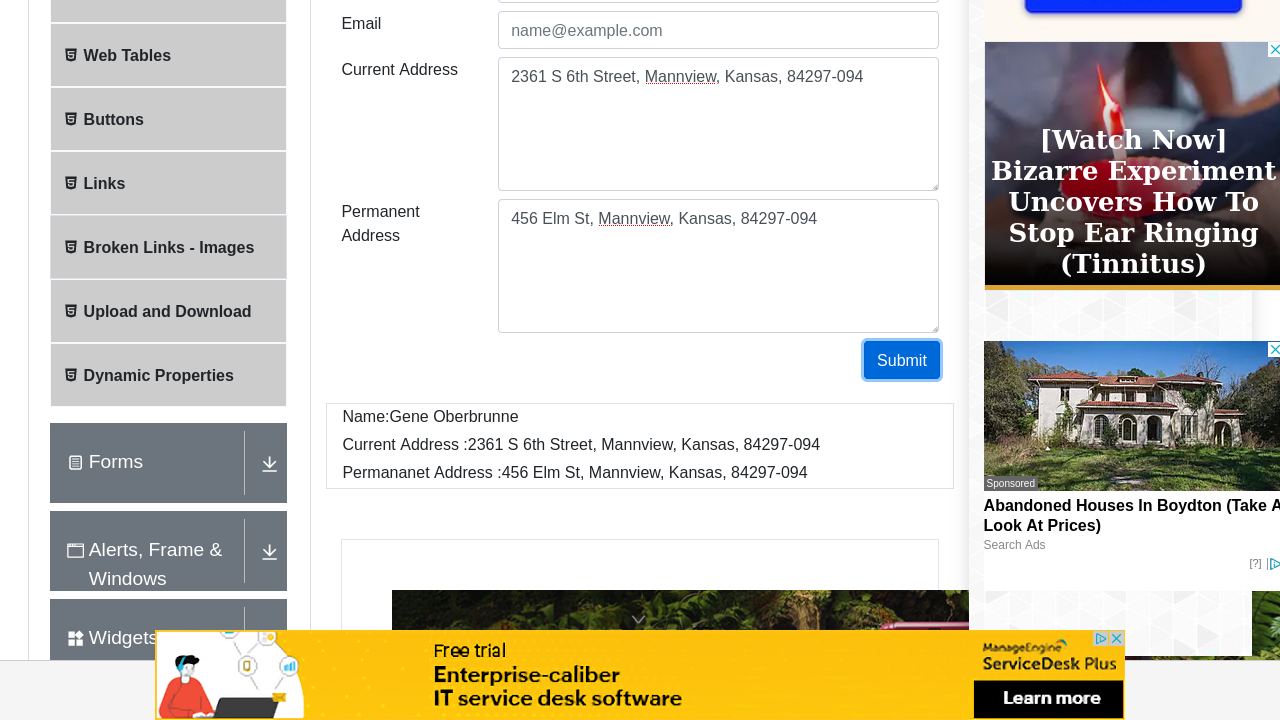 Email
name@example.com
Web Tables
Current Address
2361 S 6th Street, Mannview, Kansas, 84297-094
Buttons
Links
Permanent
Address
456 Elm St, Mannview, Kansas, 84297-094
Broken Links - Images
Upload and Download
Dynamic Properties
Submit
Name:Gene Oberbrunne
Current Address :2361 S 6th Street, Mannview, Kansas, 84297-094
Permananet Address :456 Elm St, Mannview, Kansas, 84297-094
Forms
Alerts, Frame &
Windows
Widgets
[Watch Now]
Bizarre Experiment
Uncovers How To
Stop Ear Ringing
(Tinnitus)
Sponsored
Abandoned Houses In Boydton (Take A
Look At Prices)
Search Ads
[?]
Free trial
Enterprise-caliber
IT service desk software
ManageEngine
ServiceDesk Plus
Learn more